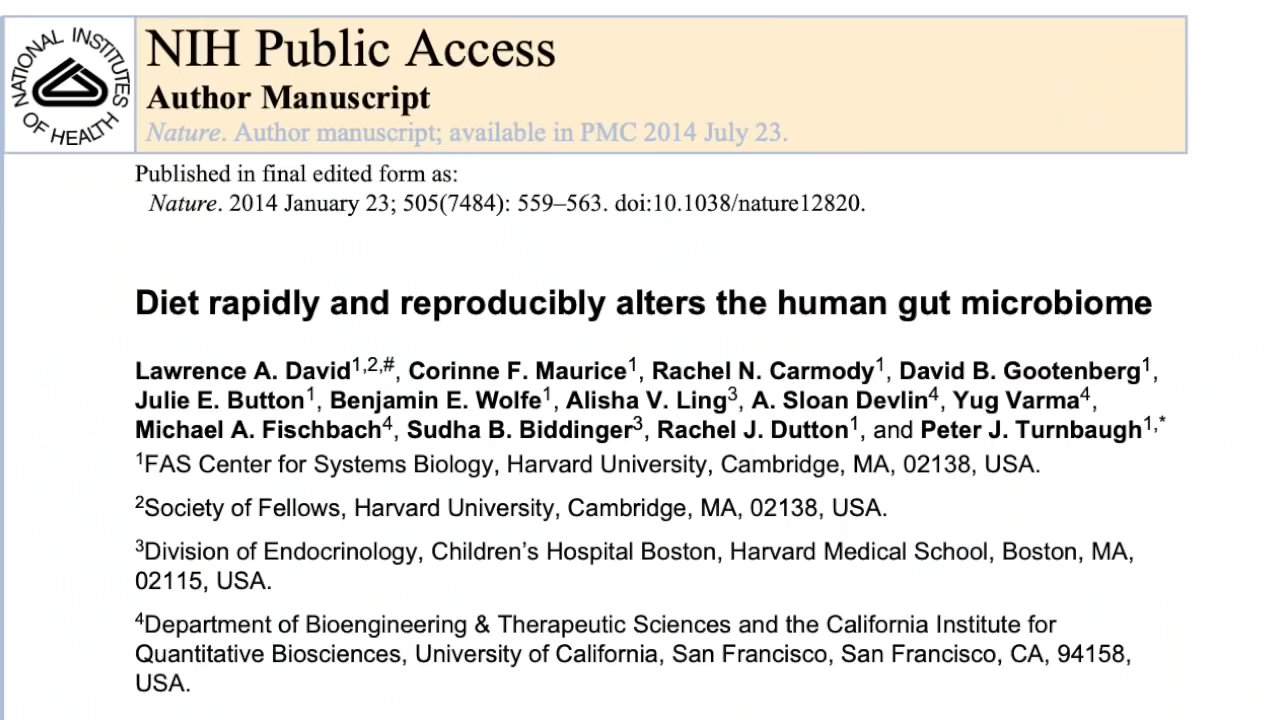 NATIONAL INSTITUTES OF HEALTH
NIH Public Access
Author Manuscript
Nature. Author manuscript; available in PMC 2014 July 23.
Published in final edited form as:
Nature. 2014 January 23; 505(7484): 559–563. doi:10.1038/nature12820.
Diet rapidly and reproducibly alters the human gut microbiome
Lawrence A. David1,2,#, Corinne F. Maurice1, Rachel N. Carmody1, David B. Gootenberg1,
Julie E. Button1, Benjamin E. Wolfe1, Alisha V. Ling3, A. Sloan Devlin4, Yug Varma4,
Michael A. Fischbach4, Sudha B. Biddinger3, Rachel J. Dutton1, and Peter J. Turnbaugh1,*
1FAS Center for Systems Biology, Harvard University, Cambridge, MA, 02138, USA.
2Society of Fellows, Harvard University, Cambridge, MA, 02138, USA.
3Division of Endocrinology, Children’s Hospital Boston, Harvard Medical School, Boston, MA,
02115, USA.
4Department of Bioengineering & Therapeutic Sciences and the California Institute for
Quantitative Biosciences, University of California, San Francisco, San Francisco, CA, 94158,
USA.